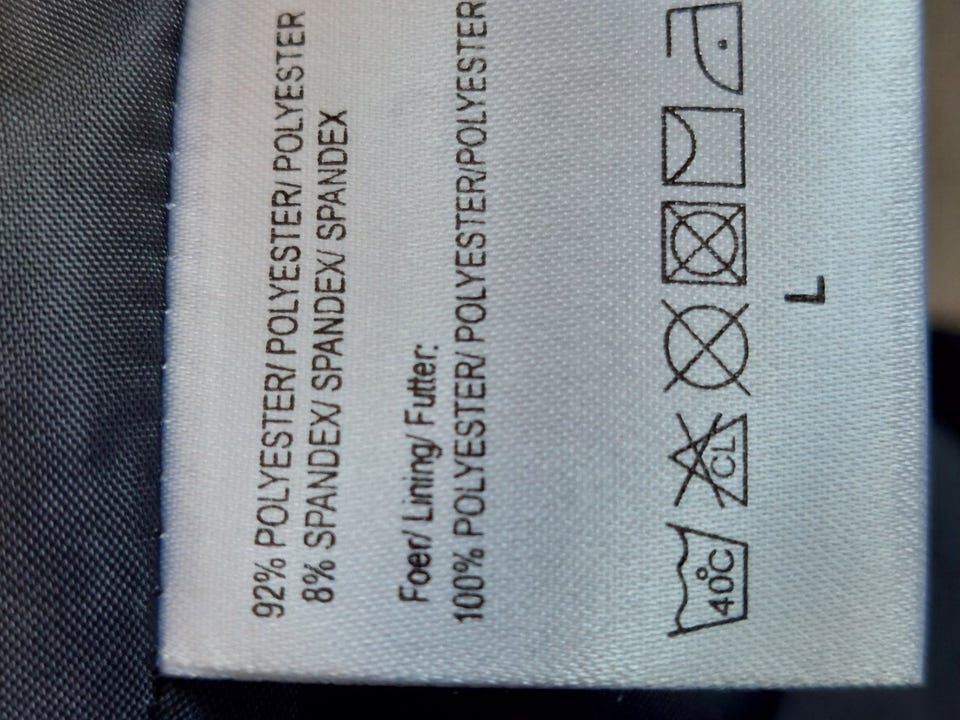 92% POLYESTER/ POLYESTER/ POLYESTER
8% SPANDEX/ SPANDEX/ SPANDEX
Foer/ Lining/ Futter:
100% POLYESTER/ POLYESTER/POLYESTER
40°C CL
L